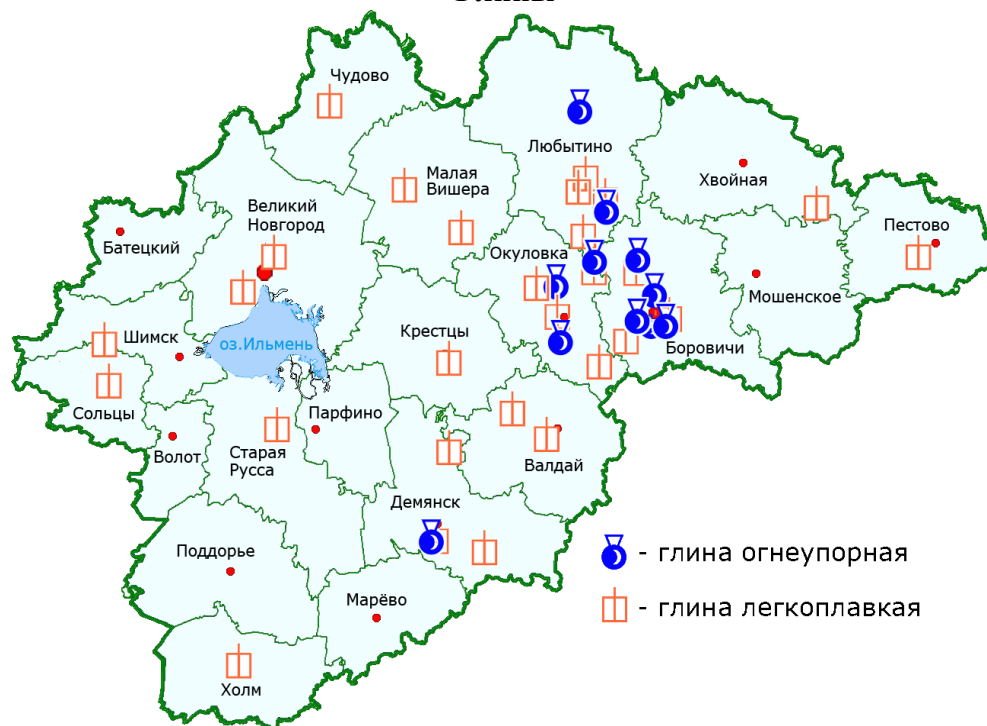 Чудово
Любытино
Малая
Вишера
Хвойная
Великий
Новгород
Пестово
Батецкий
Окуловка
Мошенское
Шимск
оз.Ильмень
Крестцы
Боровичи
Сольцы
Парфино
Волот
Старая
Русса
Валдай
Демянск
Поддорье
- глина огнеупорная
Марёво
- глина легкоплавкая
Холм